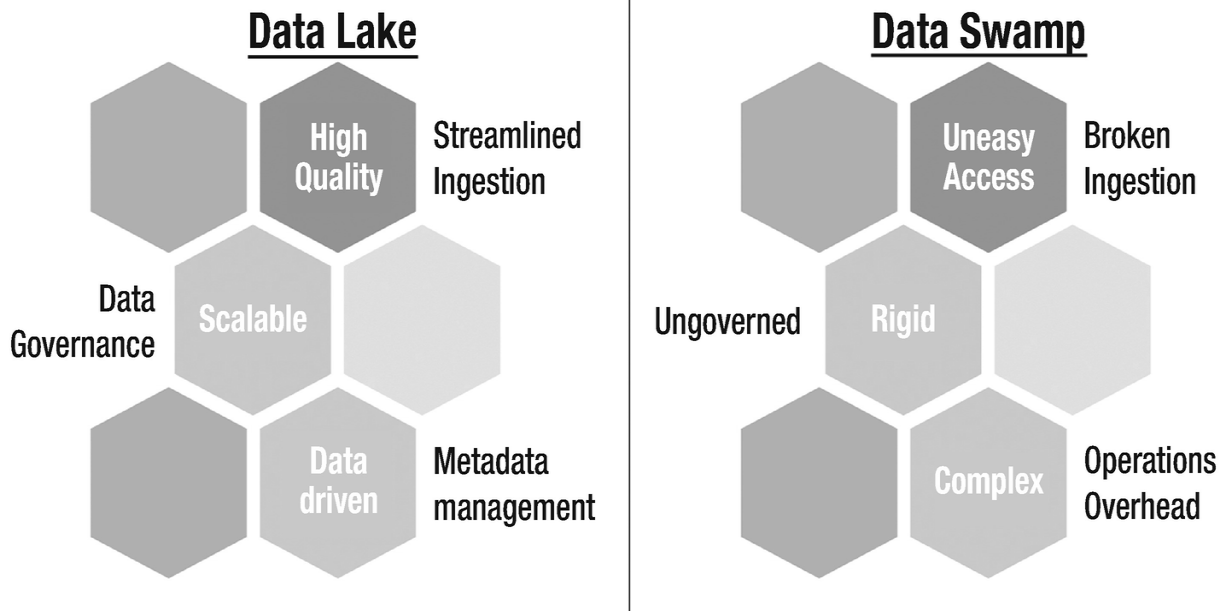 Data Lake
High
Quality
Streamlined
Ingestion
Data
Governance
Scalable
Data
driven
Metadata
management
Data Swamp
Uneasy
Access
Broken
Ingestion
Ungoverned
Rigid
Complex
Operations
Overhead